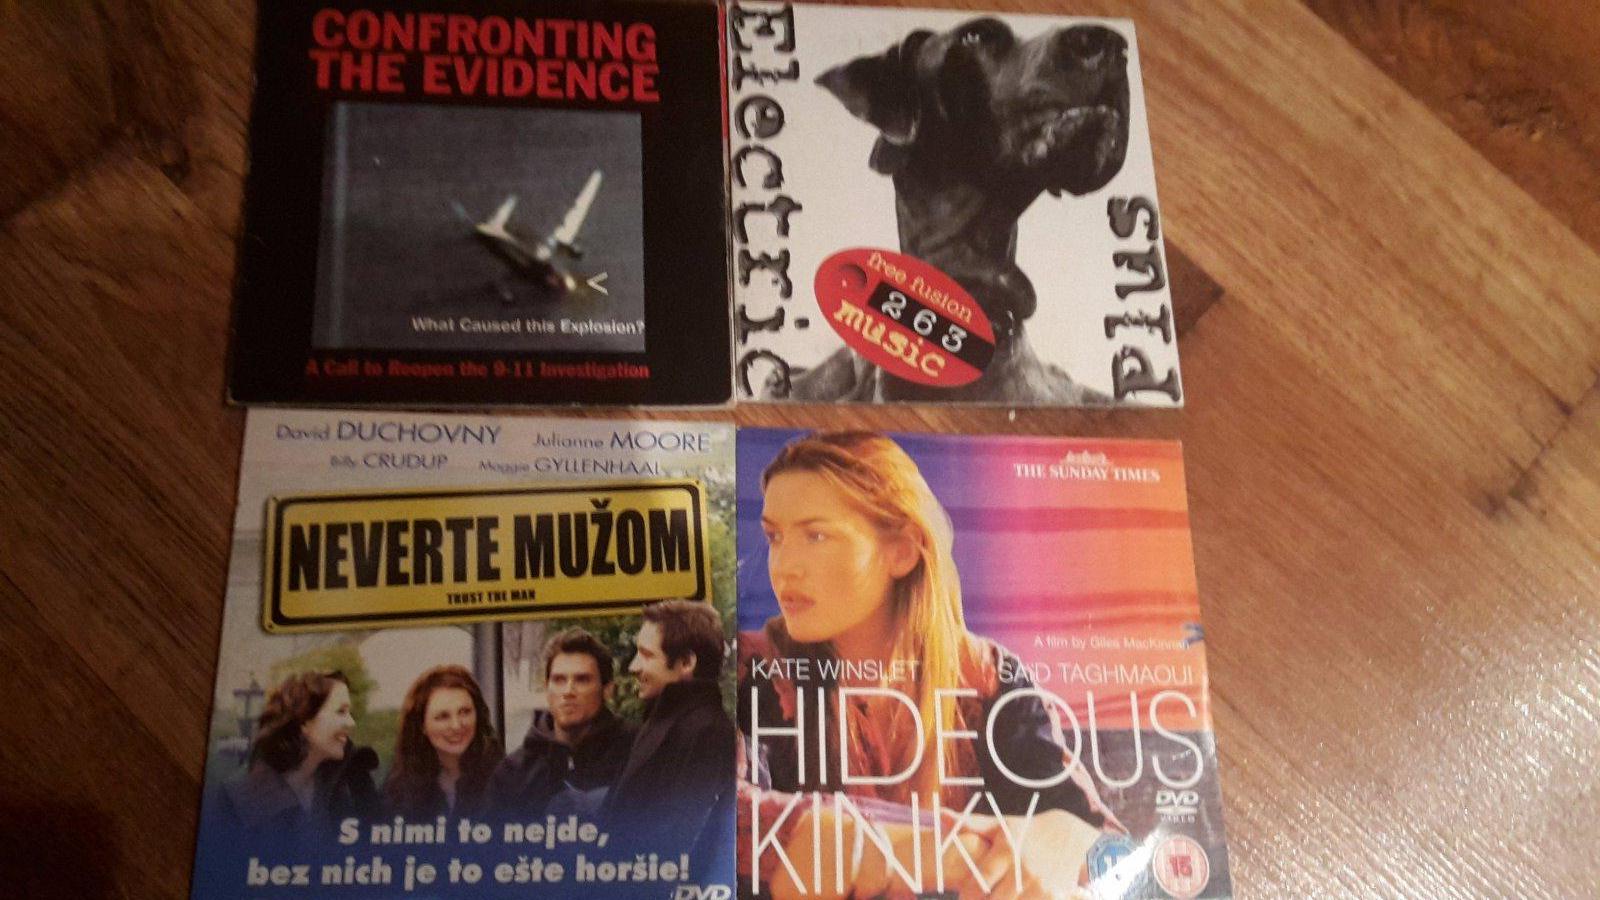 CONFRONTING
THE EVIDENCE
What Caused this Explosion?
A Call to Reopen the 9-11 Investigation
Electric
plus
free fusion
263
music
David DUCHOVNY
Julianne MOORE
Billy CRUDUP
Maggie GYLLENHAAL
NEVERTE MUŽOM
TRUST THE MAN
S nimi to nejde,
bez nich je to ešte horšie!
DVD
THE SUNDAY TIMES
A film by Gilles MacKinnon
KATE WINSLET
SAÏD TAGHMAOUI
HIDEOUS
KINKY
DVD
VIDEO
15